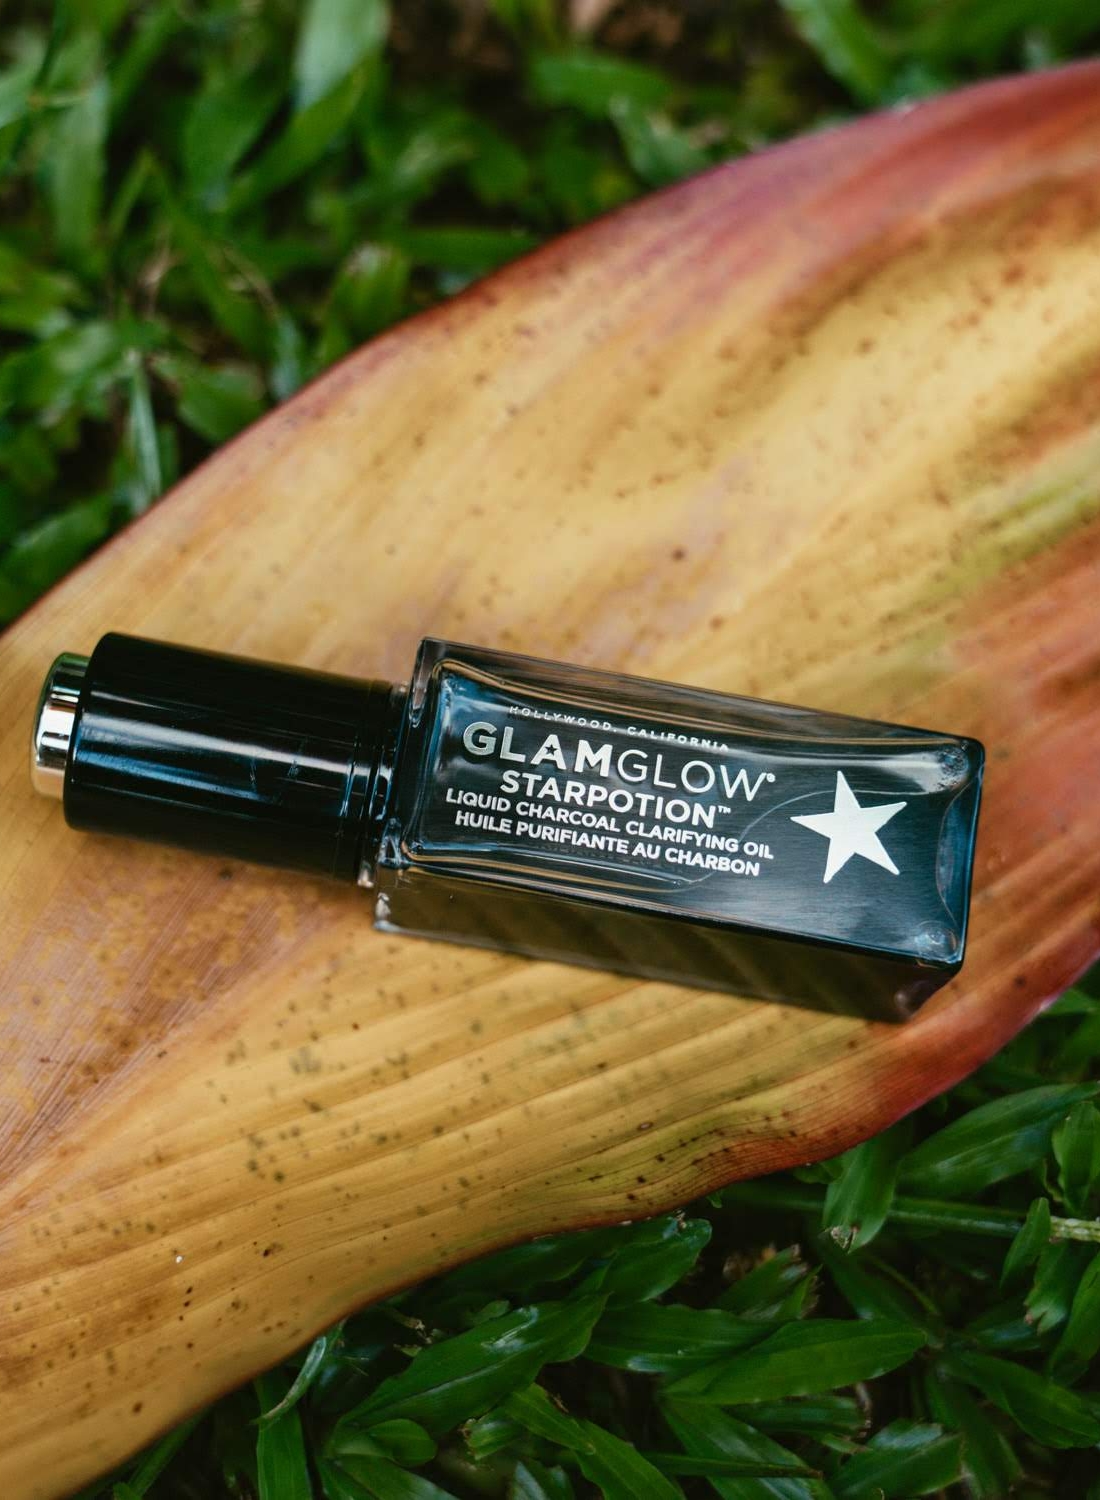 HOLLYWOOD, CALIFORNIA
GLAMGLOW®
STARPOTION™
LIQUID CHARCOAL CLARIFYING OIL
HUILE PURIFIANTE AU CHARBON